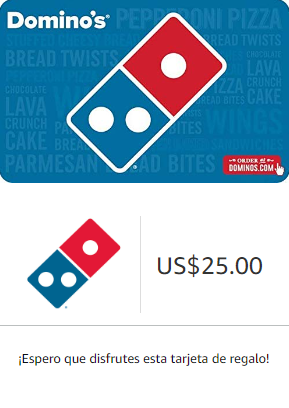 Domino's®
PEPPERONI PIZZA
BREAD TWISTS
CHOCOLATE
LAVA
CRUNCH
CAKE
BREAD BITES
WINGS
CHOCOLATE
LAVA
CRUNCH
CAKE
PARMESAN BREAD BITES
ORDER at
DOMINOS.COM
US$25.00
¡Espero que disfrutes esta tarjeta de regalo!